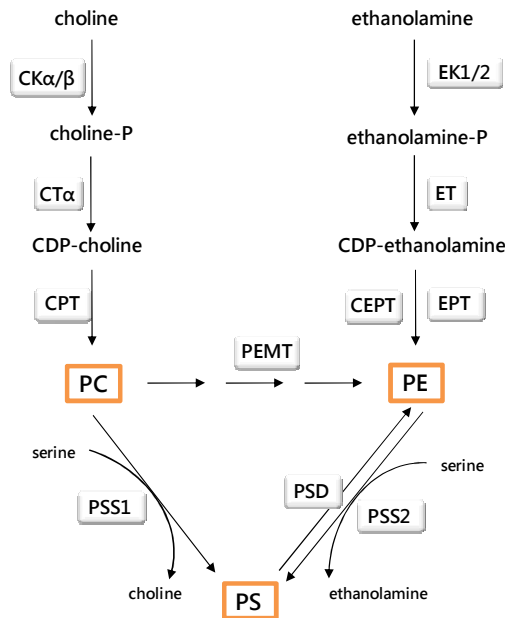 choline
ethanolamine
CKα/β
EK1/2
choline-P
ethanolamine-P
CTα
ET
CDP-choline
CDP-ethanolamine
CPT
CEPT
EPT
PEMT
PC
PE
serine
serine
PSS1
PSD
PSS2
choline
PS
ethanolamine